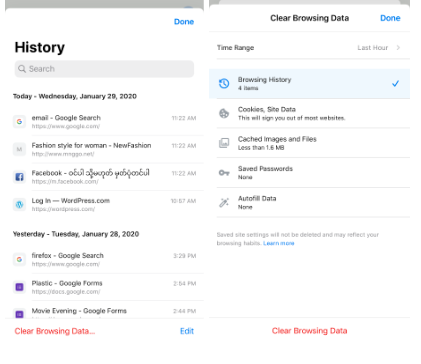 Done
History
Search
Today - Wednesday, January 29, 2020
email - Google Search
11:22 AM
https://www.google.com/
Fashion style for woman - NewFashion
11:22 AM
http://www.mnggo.net/
Facebook - ဝင်ပါ သို့မဟုတ် မှတ်ပုံတင်ပါ
11:22 AM
https://m.facebook.com/
Log In — WordPress.com
10:57 AM
https://wordpress.com/
Yesterday - Tuesday, January 28, 2020
firefox - Google Search
3:29 PM
https://www.google.com/
Plastic - Google Forms
2:54 PM
https://docs.google.com/
Movie Evening - Google Forms
2:44 PM
Clear Browsing Data...
Edit
Clear Browsing Data
Done
Time Range
Last Hour
Browsing History
4 items
Cookies, Site Data
This will sign you out of most websites.
Cached Images and Files
Less than 1.6 MB
Saved Passwords
None
Autofill Data
None
Saved site settings will not be deleted and may reflect your
browsing habits. Learn more
Clear Browsing Data